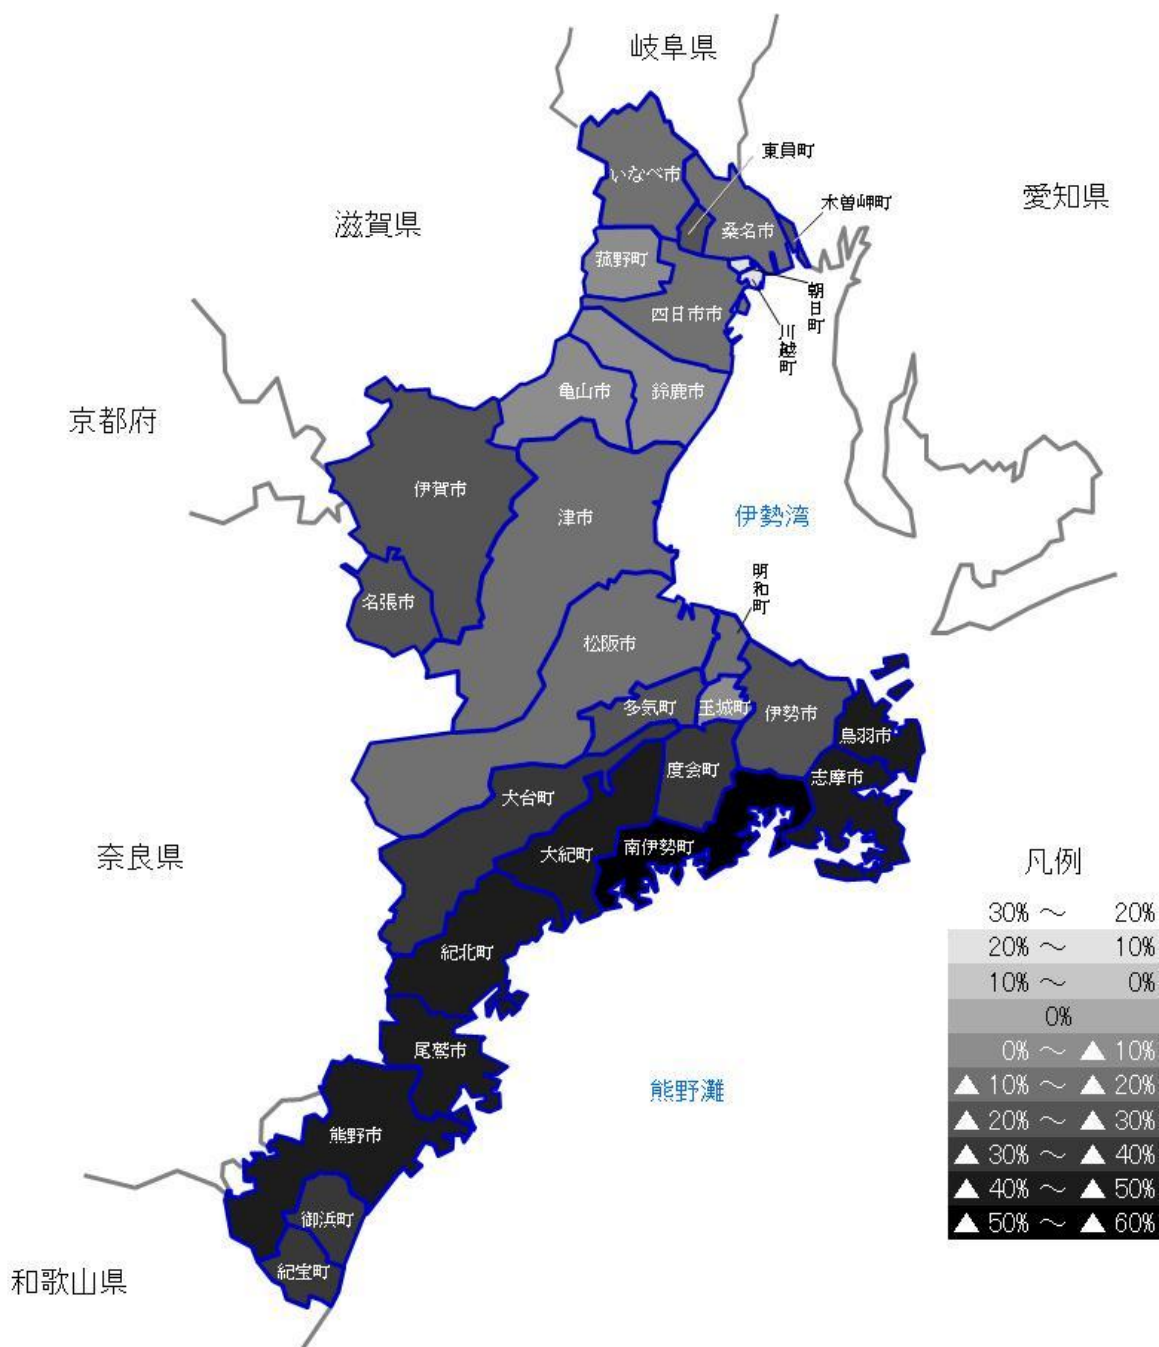 岐阜県
東員町
いなべ市
木曽岬町
愛知県
滋賀県
桑名市
菰野町
朝日町
四日市市
川越町
亀山市
鈴鹿市
京都府
伊賀市
津市
伊勢湾
明和町
名張市
松阪市
多気町
玉城町
伊勢市
鳥羽市
度会町
志摩市
大台町
南伊勢町
大紀町
奈良県
凡例
30% ～ 20%
20% ～ 10%
10% ～ 0%
0%
0% ～ ▲ 10%
▲ 10% ～ ▲ 20%
▲ 20% ～ ▲ 30%
▲ 30% ～ ▲ 40%
▲ 40% ～ ▲ 50%
▲ 50% ～ ▲ 60%
紀北町
尾鷲市
熊野灘
熊野市
御浜町
紀宝町
和歌山県